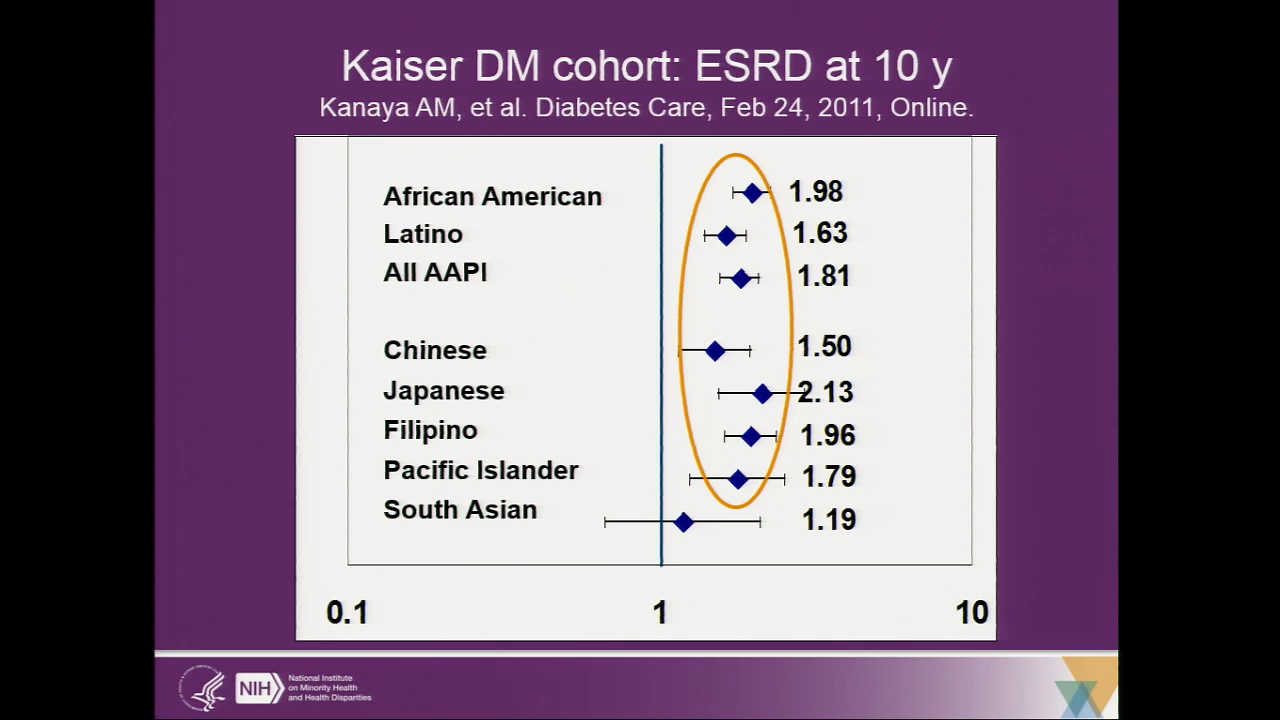 Kaiser DM cohort: ESRD at 10 y
Kanaya AM, et al. Diabetes Care, Feb 24, 2011, Online.
African American 1.98
Latino 1.63
All AAPI 1.81
Chinese 1.50
Japanese 2.13
Filipino 1.96
Pacific Islander 1.79
South Asian 1.19
0.1 1 10
NIH
National Institute
on Minority Health
and Health Disparities